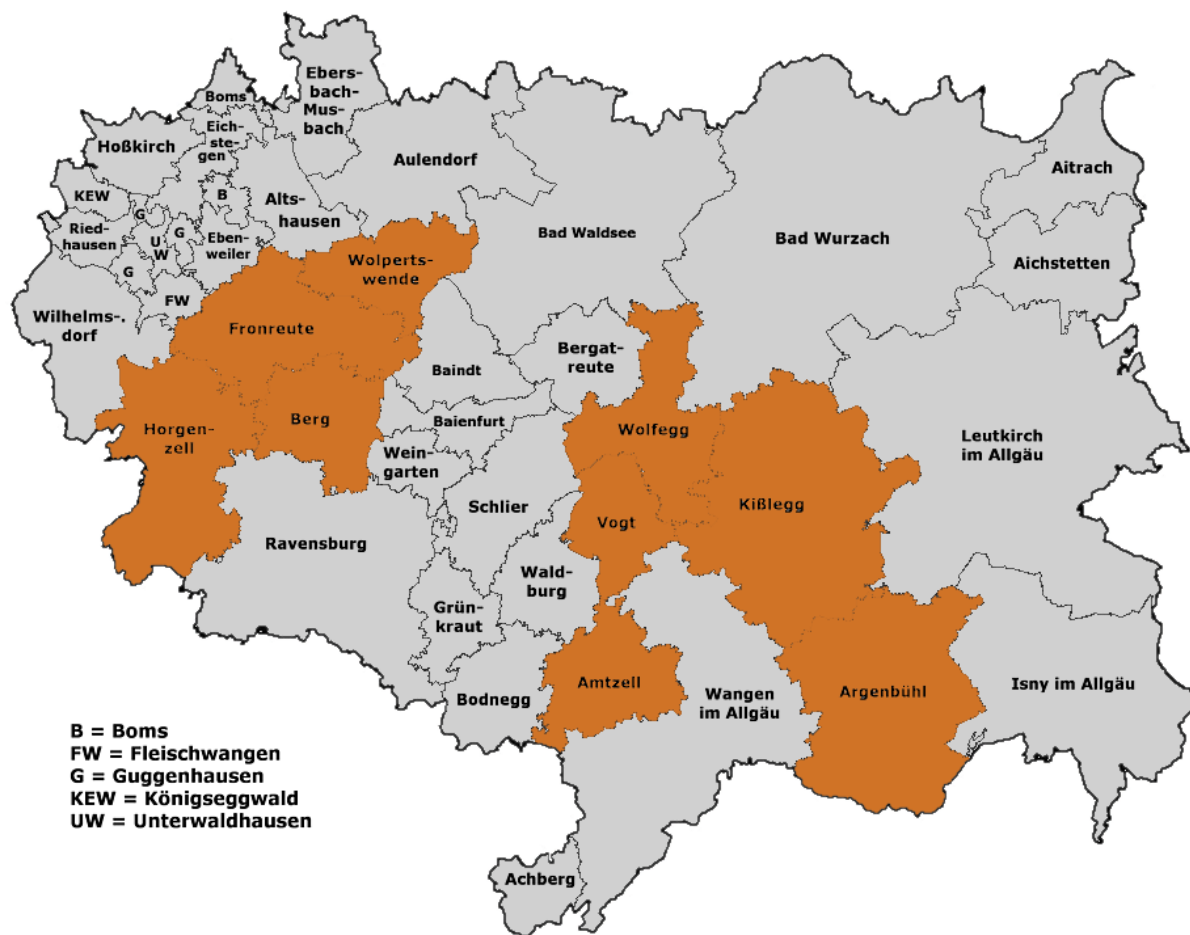 Ebers-
bach-
Mus-
bach
Boms
Eich-
ste-
gen
Hoßkirch
Aulendorf
Aitrach
KEW
B
Alts-
hausen
G
Ried-
hausen
U
W
G
Eben-
weiler
Bad Waldsee
Bad Wurzach
Aichstetten
Wolperts-
wende
G
FW
Wilhelms-.
dorf
Fronreute
Bergat-
reute
Baindt
Berg
Baienfurt
Horgen-
zell
Wein-
garten
Wolfegg
Leutkirch
im Allgäu
Schlier
Kißlegg
Vogt
Ravensburg
Wald-
burg
Grün-
kraut
Amtzell
Argenbühl
Isny im Allgäu
Bodnegg
Wangen
im Allgäu
B = Boms
FW = Fleischwangen
G = Guggenhausen
KEW = Königseggwald
UW = Unterwaldhausen
Achberg